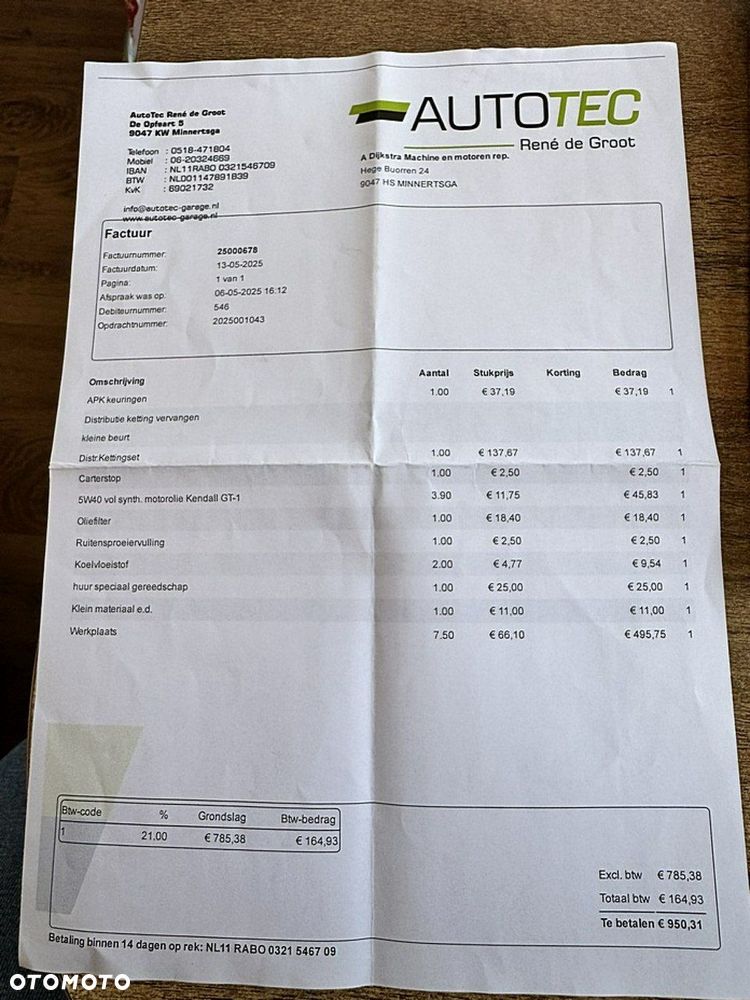 AUTOTEC
René de Groot
AutoTec René de Groot
De Opfeart 5
9047 KW Minnertsga
Telefoon : 0518-471804
Mobiel : 06-20324669
IBAN : NL11RABO 0321546709
BTW : NL001147891B39
KvK : 69021732
info@autotec-garage.nl
www.autotec-garage.nl
A Dijkstra Machine en motoren rep.
Hege Buorren 24
9047 HS MINNERTSGA
Factuur
Factuurnummer: 25000678
Factuurdatum: 13-05-2025
Pagina: 1 van 1
Afspraak was op: 06-05-2025 16:12
Debiteurnummer: 546
Opdrachtnummer: 2025001043
Omschrijving Aantal Stukprijs Korting Bedrag
APK keuringen 1.00 € 37,19 € 37,19 1
Distributie ketting vervangen
kleine beurt
Distr.Kettingset 1.00 € 137,67 € 137,67 1
Carterstop 1.00 € 2,50 € 2,50 1
5W40 vol synth. motorolie Kendall GT-1 3.90 € 11,75 € 45,83 1
Oliefilter 1.00 € 18,40 € 18,40 1
Ruitensproeiervulling 1.00 € 2,50 € 2,50 1
Koelvloeistof 2.00 € 4,77 € 9,54 1
huur speciaal gereedschap 1.00 € 25,00 € 25,00 1
Klein materiaal e.d. 1.00 € 11,00 € 11,00 1
Werkplaats 7.50 € 66,10 € 495,75 1
Btw-code % Grondslag Btw-bedrag
1 21,00 € 785,38 € 164,93
Excl. btw € 785,38
Totaal btw € 164,93
Te betalen € 950,31
Betaling binnen 14 dagen op rek: NL11 RABO 0321 5467 09
OTOMOTO